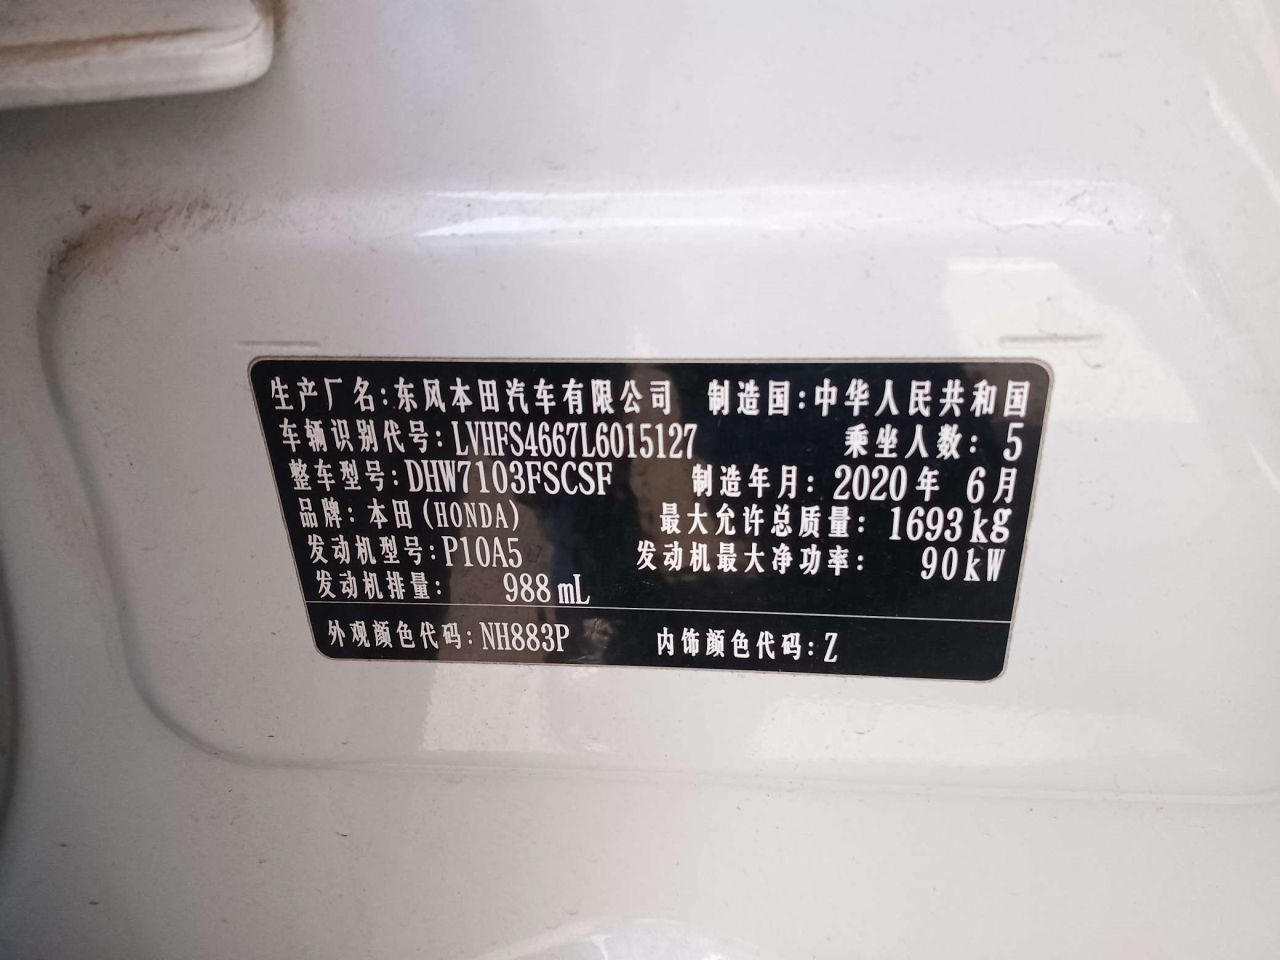 生产厂名:东风本田汽车有限公司 制造国:中华人民共和国
车辆识别代号:LVHFS4667L6015127 乘坐人数:5
整车型号:DHW7103FSCSF 制造年月:2020年 6月
品牌:本田(HONDA) 最大允许总质量: 1693kg
发动机型号:P10A5 发动机最大净功率: 90kW
发动机排量: 988mL
外观颜色代码:NH883P 内饰颜色代码:Z